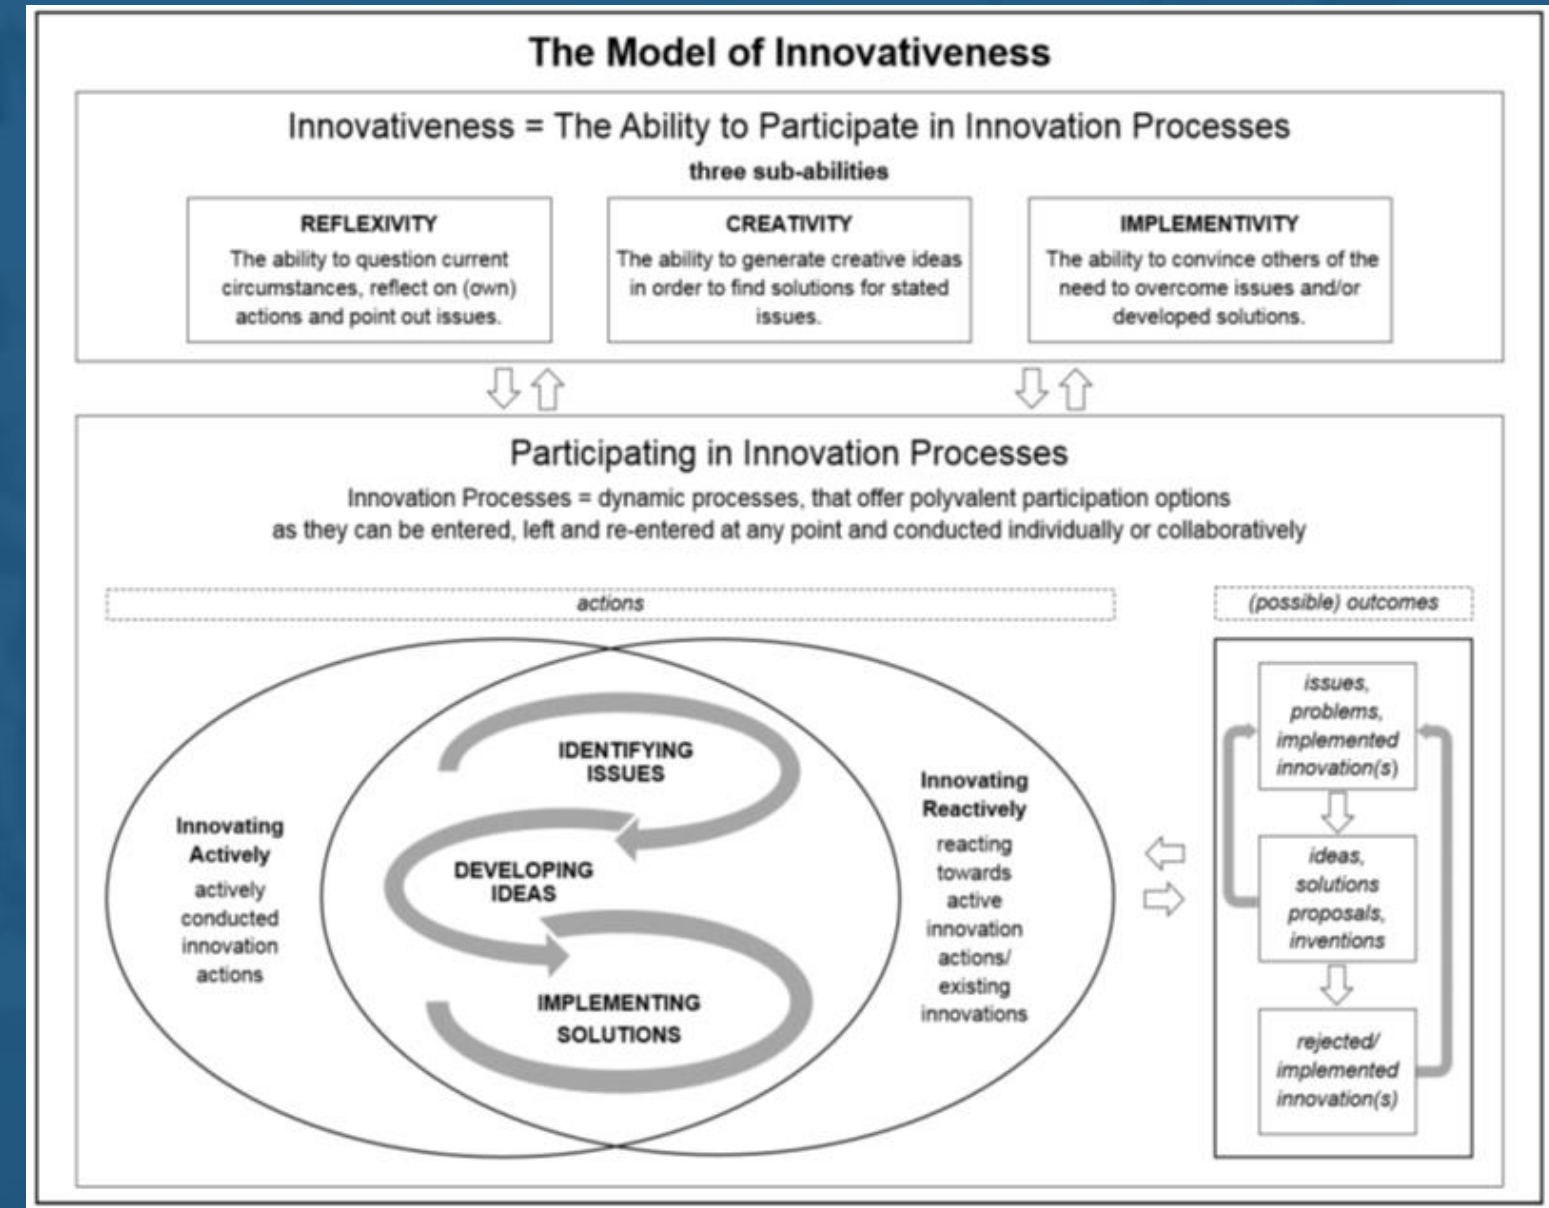 The Model of Innovativeness
Innovativeness = The Ability to Participate in Innovation Processes
three sub-abilities
REFLEXIVITY
The ability to question current
circumstances, reflect on (own)
actions and point out issues.
CREATIVITY
The ability to generate creative ideas
in order to find solutions for stated
issues.
IMPLEMENTIVITY
The ability to convince others of the
need to overcome issues and/or
developed solutions.
Participating in Innovation Processes
Innovation Processes = dynamic processes, that offer polyvalent participation options
as they can be entered, left and re-entered at any point and conducted individually or collaboratively
actions
Innovating
Actively
actively
conducted
innovation
actions
IDENTIFYING
ISSUES
DEVELOPING
IDEAS
IMPLEMENTING
SOLUTIONS
Innovating
Reactively
reacting
towards
active
innovation
actions/
existing
innovations
(possible) outcomes
issues,
problems,
implemented
innovation(s)
ideas,
solutions
proposals,
inventions
rejected/
implemented
innovation(s)